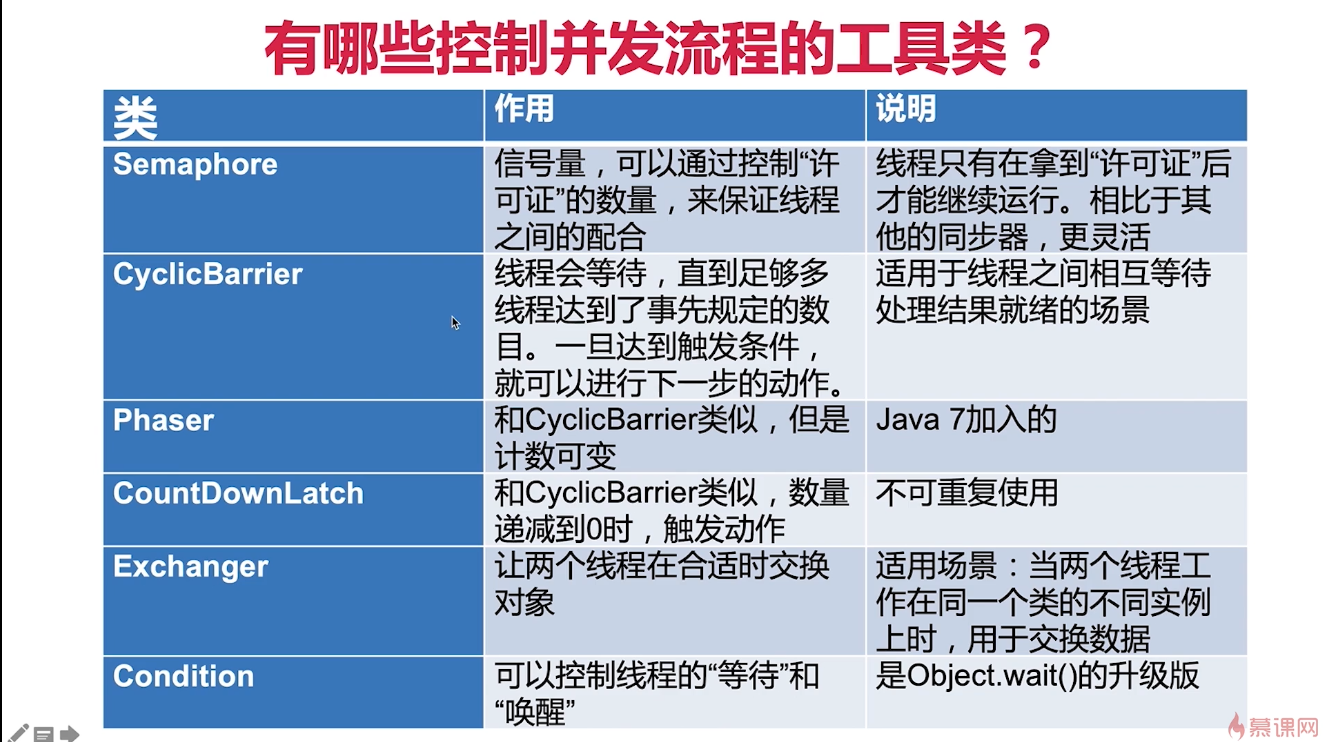 有哪些控制并发流程的工具类？
类
作用
说明
Semaphore
信号量，可以通过控制“许
可证”的数量，来保证线程
之间的配合
线程只有在拿到“许可证”后
才能继续运行。相比于其
他的同步器，更灵活
CyclicBarrier
线程会等待，直到足够多
线程达到了事先规定的数
目。一旦达到触发条件，
就可以进行下一步的动作。
适用于线程之间相互等待
处理结果就绪的场景
Phaser
和CyclicBarrier类似，但是
计数可变
Java 7加入的
CountDownLatch
和CyclicBarrier类似，数量
递减到0时，触发动作
不可重复使用
Exchanger
让两个线程在合适时交换
对象
适用场景：当两个线程工
作在同一个类的不同实例
上时，用于交换数据
Condition
可以控制线程的“等待”和
“唤醒”
是Object.wait()的升级版
慕课网